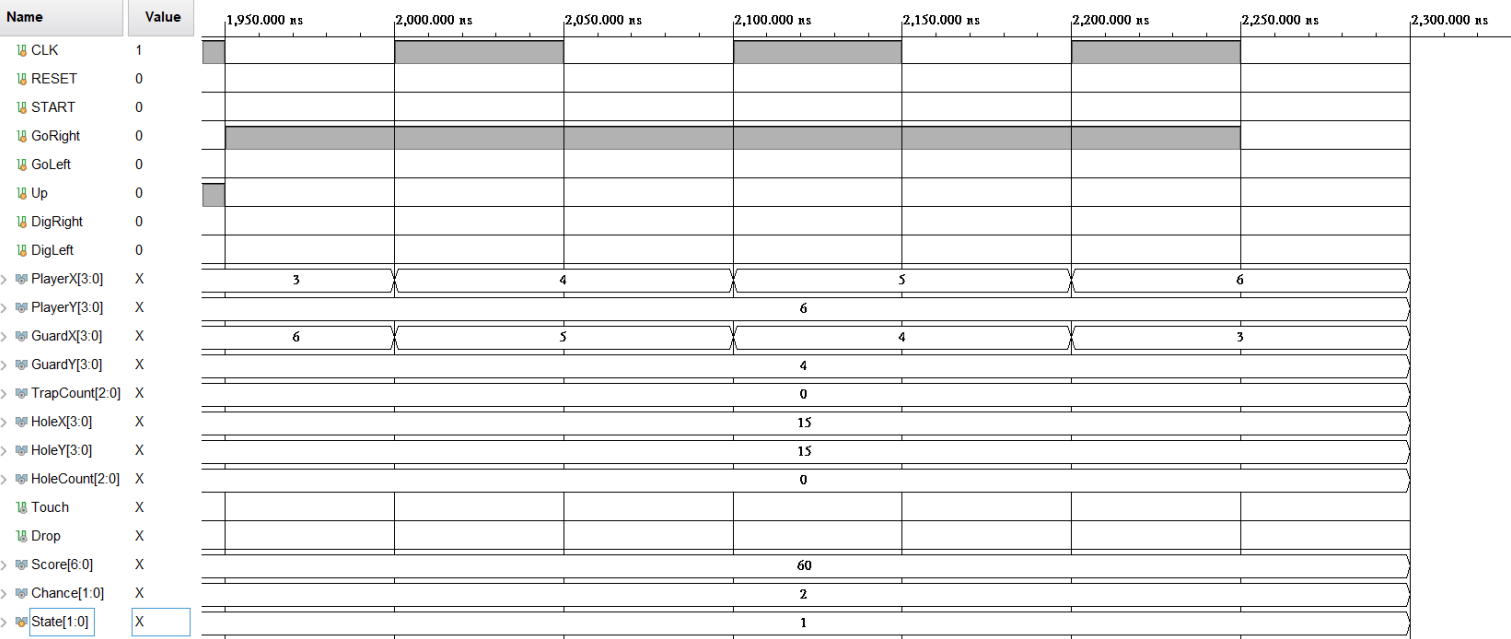 Name Value 1,950.000 ns 2,000.000 ns 2,050.000 ns 2,100.000 ns 2,150.000 ns 2,200.000 ns 2,250.000 ns 2,300.000 ns
CLK 1
RESET 0
START 0
GoRight 0
GoLeft 0
Up 0
DigRight 0
DigLeft 0
PlayerX[3:0] X 3 4 5 6
PlayerY[3:0] X 6
GuardX[3:0] X 6 5 4 3
GuardY[3:0] X 4
TrapCount[2:0] X 0
HoleX[3:0] X 15
HoleY[3:0] X 15
HoleCount[2:0] X 0
Touch X
Drop X
Score[6:0] X 60
Chance[1:0] X 2
State[1:0] X 1